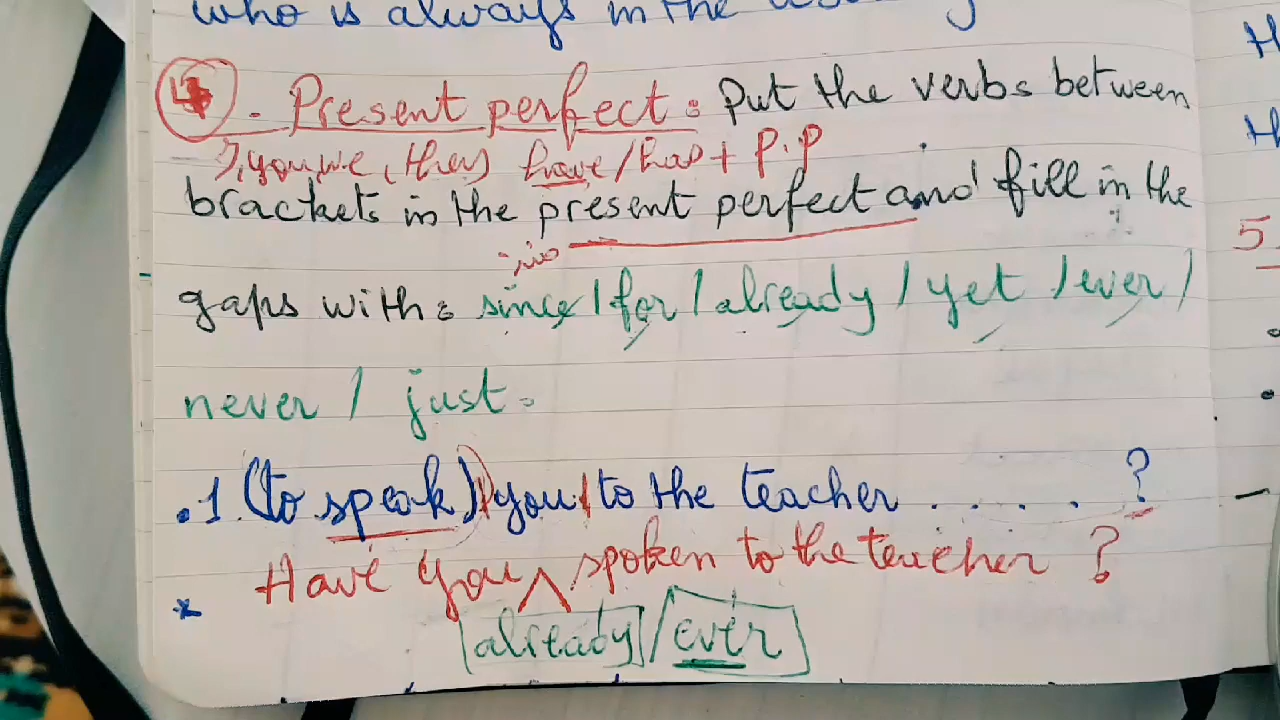 who is always in the
4 - Present perfect : Put the verbs between
I, you, we, they have/has + P.P
brackets in the present perfect and fill in the
gaps with : since / for / already / yet / ever /
never / just.
.1. (to speak) you to the teacher . . . . . ?
Have you ^ spoken to the teacher ?
* already / ever
H
H
5.